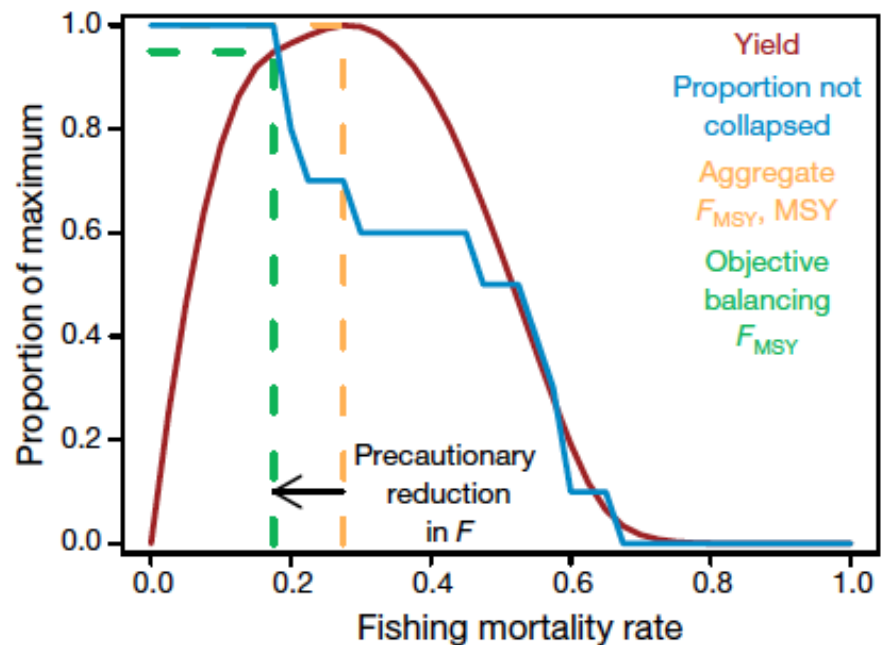 Proportion of maximum
1.0
0.8
0.6
0.4
0.2
0.0
Yield
Proportion not
collapsed
Aggregate
FMSY, MSY
Objective
balancing
FMSY
Precautionary
reduction
in F
0.0 0.2 0.4 0.6 0.8 1.0
Fishing mortality rate